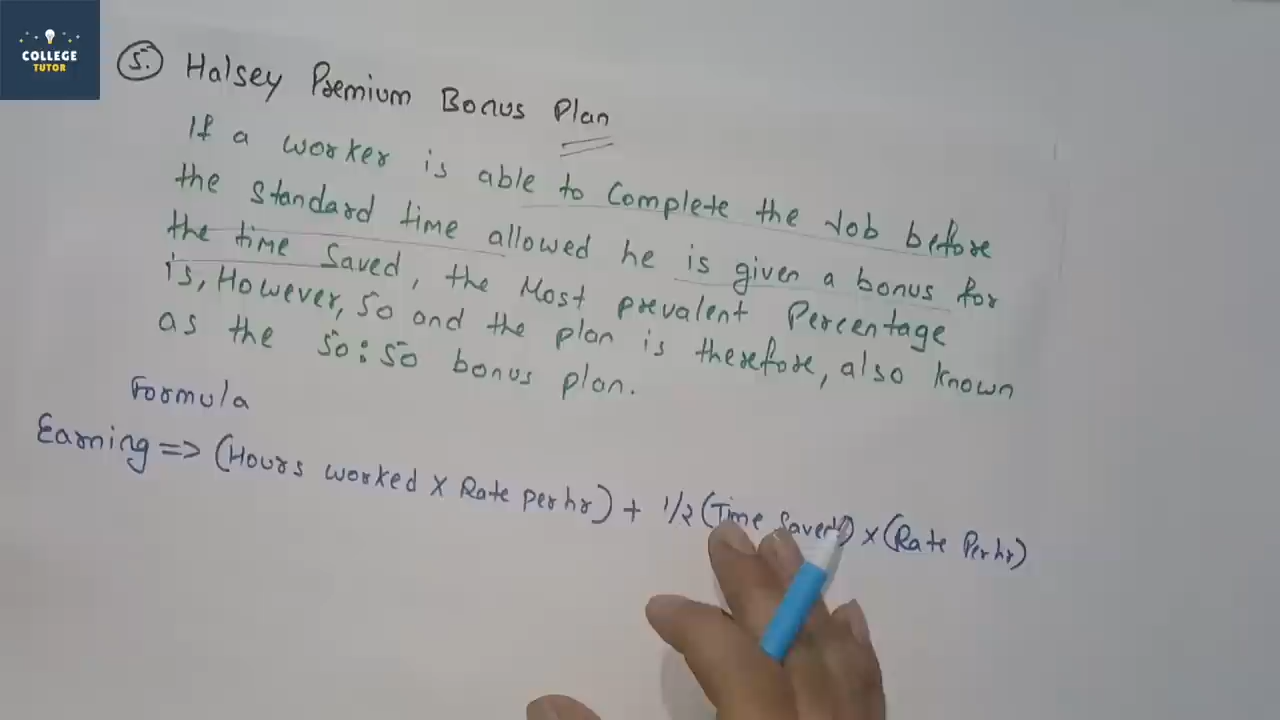 COLLEGE
TUTOR
5. Halsey Premium Bonus Plan
If a worker is able to Complete the Job before
the standard time allowed he is given a bonus for
the time Saved, the Most prevalent Percentage
is, However, 50 and the plan is therefore, also known
as the 50:50 bonus plan.
Formula
Earning => (Hours worked x Rate per hr) + 1/2 (Time Saved) x (Rate Per hr)